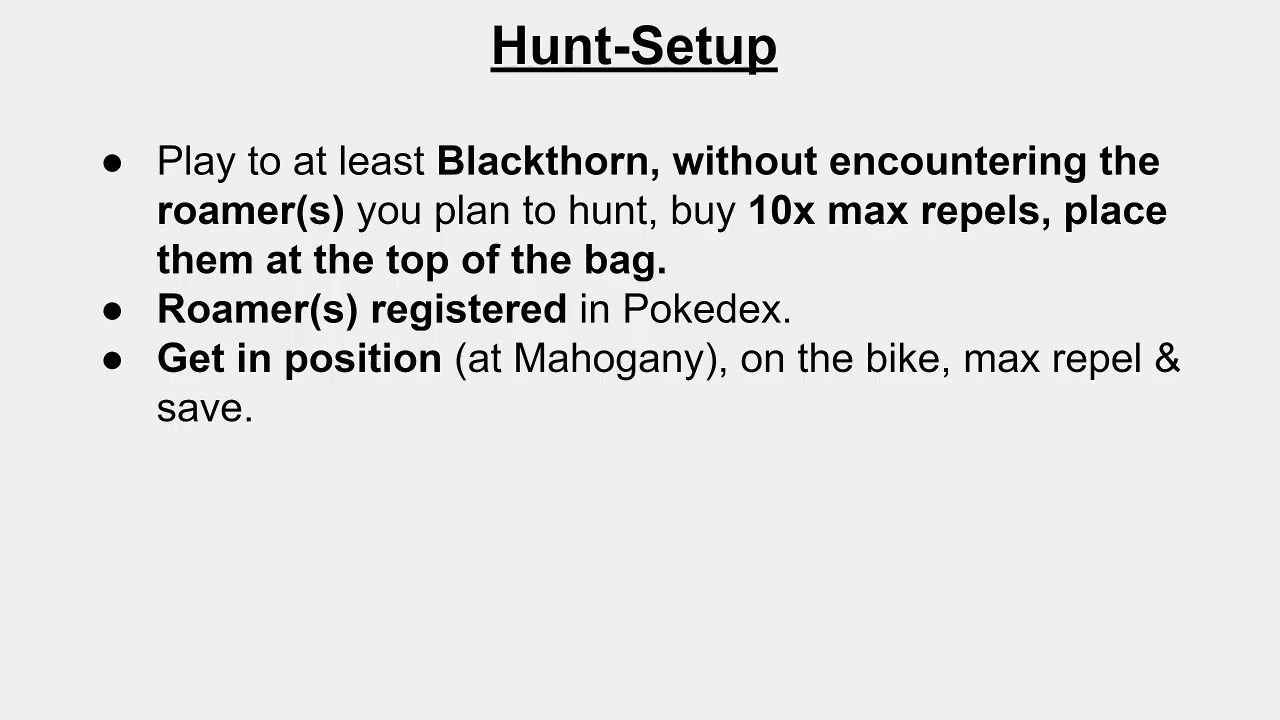 Hunt-Setup
● Play to at least Blackthorn, without encountering the
roamer(s) you plan to hunt, buy 10x max repels, place
them at the top of the bag.
● Roamer(s) registered in Pokedex.
● Get in position (at Mahogany), on the bike, max repel &
save.